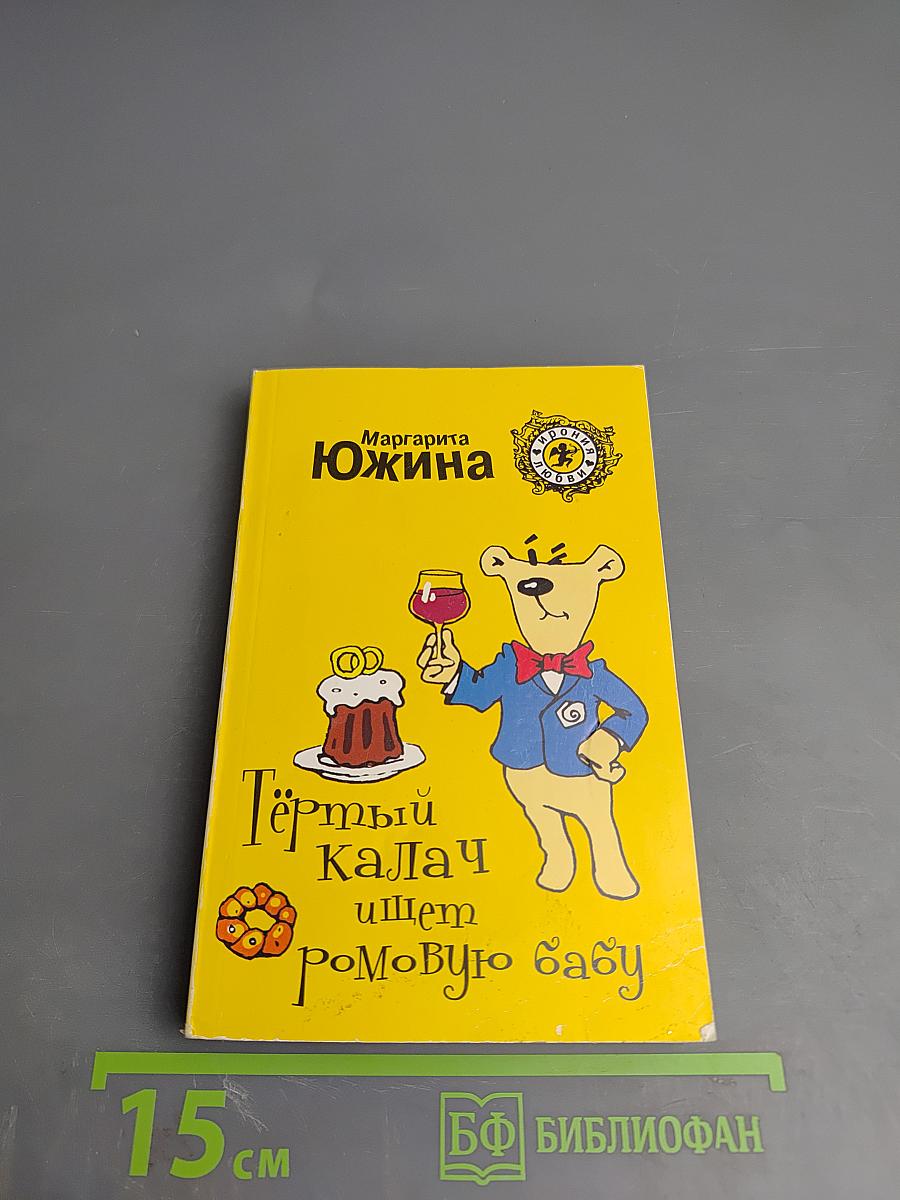 Маргарита
Южина
ирония
любви
Тёртый
калач
ищет
ромовую бабу
15 см
БФ БИБЛИОФАН